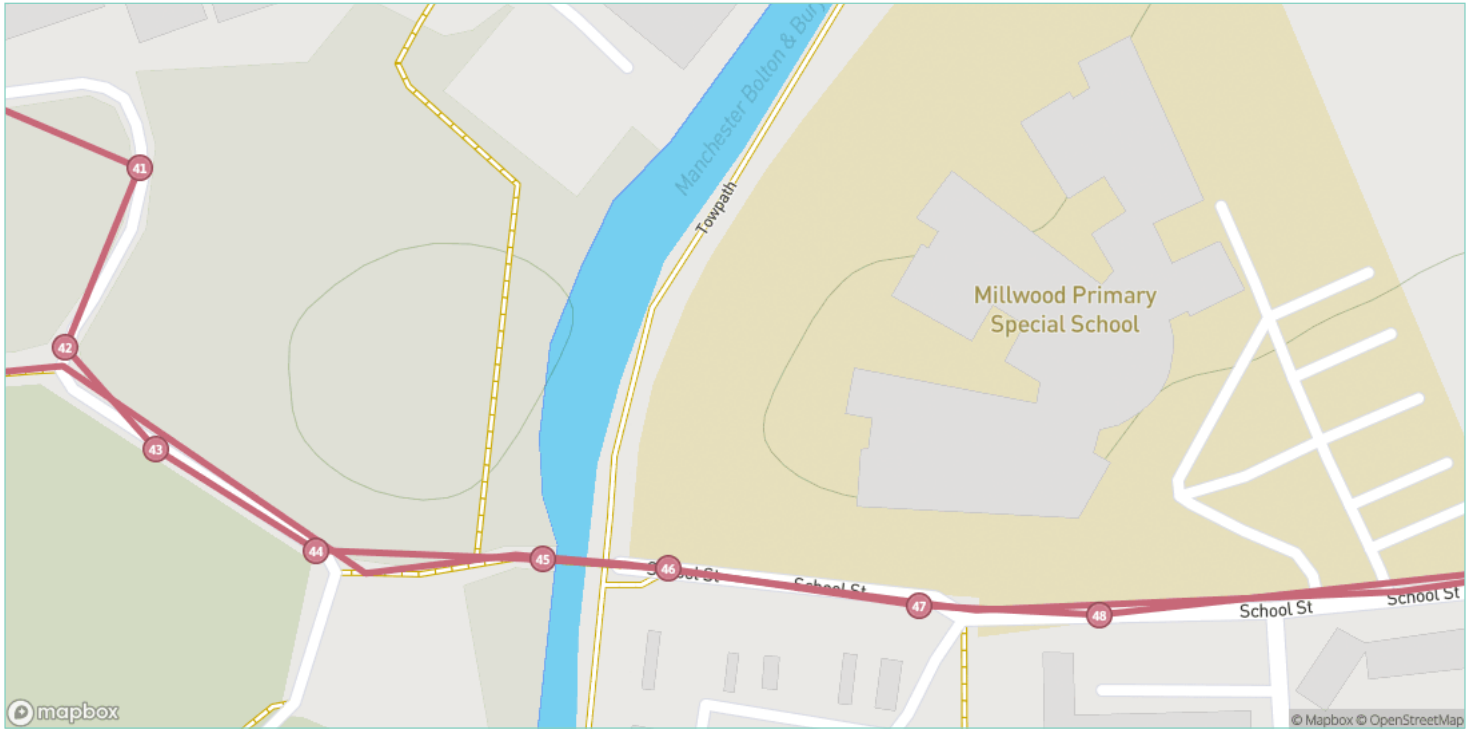 Manchester Bolton & Bury
Towpath
41
Millwood Primary
Special School
42
43
44
45
46
School St
School St
47
48
School St
School St
mapbox
© Mapbox © OpenStreetMap